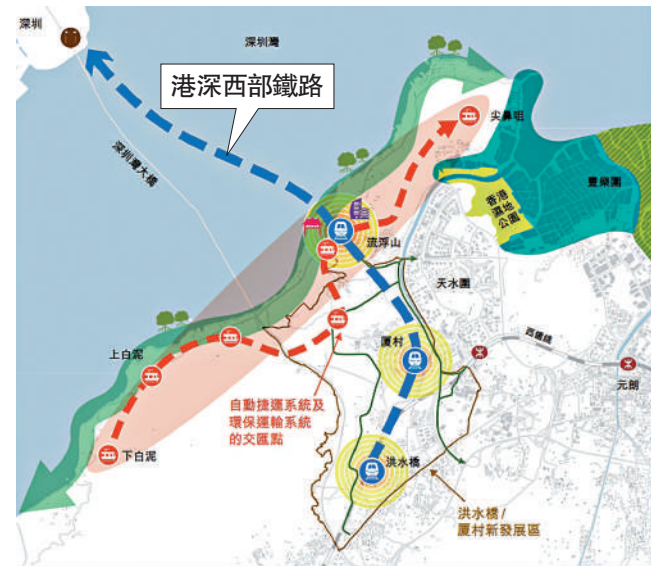 深圳
深圳灣
港深西部鐵路
尖鼻咀
深圳灣大橋
豐樂圍
香港
濕地
公園
流浮山
天水圍
上白泥
厦村
西鐵綫
元朗
自動捷運系統及
環保運輸系統
的交匯點
下白泥
洪水橋
洪水橋 /
厦村新發展區